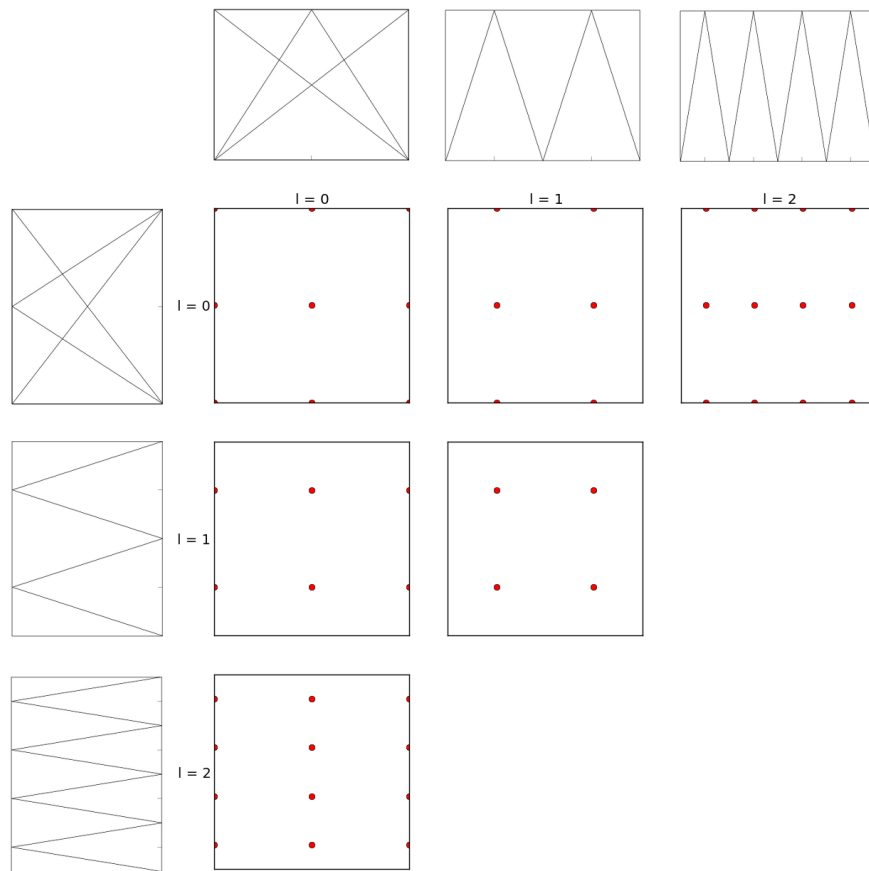 l = 0
l = 1
l = 2
l = 0
l = 1
l = 2